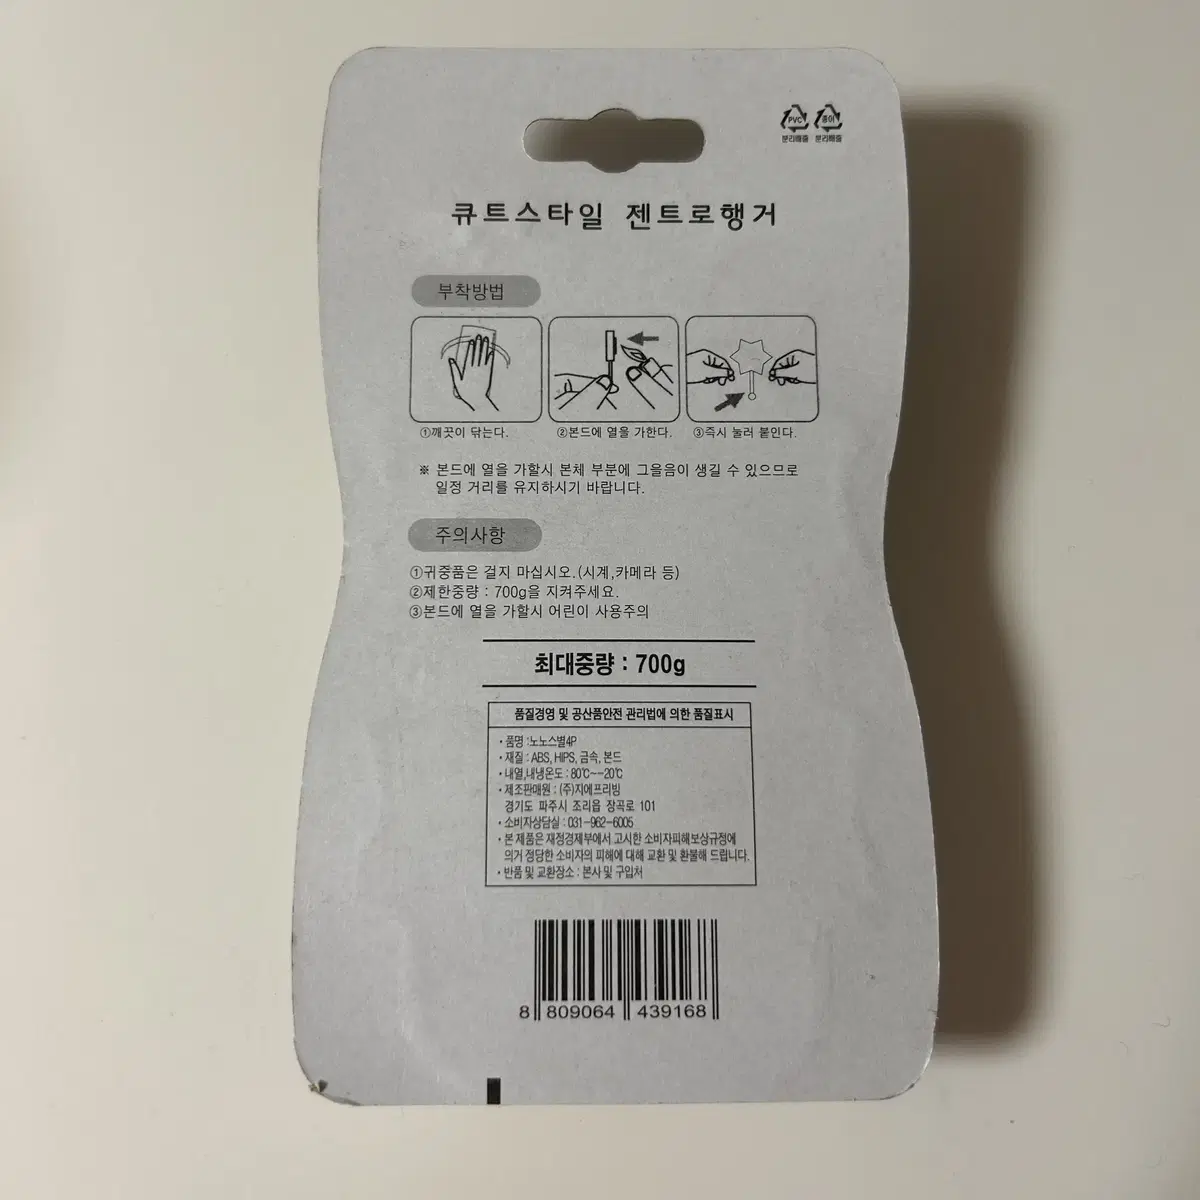 PVC 종이
분리배출 분리배출
큐트스타일 젠트로행거
부착방법
①깨끗이 닦는다.
②본드에 열을 가한다.
③즉시 눌러 붙인다.
※ 본드에 열을 가할시 본체 부분에 그을음이 생길 수 있으므로
일정 거리를 유지하시기 바랍니다.
주의사항
①귀중품은 걸지 마십시오.(시계,카메라 등)
②제한중량 : 700g을 지켜주세요.
③본드에 열을 가할시 어린이 사용주의
최대중량 : 700g
품질경영 및 공산품안전 관리법에 의한 품질표시
• 품명 :노노스별4P
• 재질 : ABS, HIPS, 금속, 본드
• 내열,내냉온도 : 80℃~-20℃
• 제조판매원 : (주)지에프리빙
경기도 파주시 조리읍 장곡로 101
• 소비자상담실 : 031-962-6005
• 본 제품은 재정경제부에서 고시한 소비자피해보상규정에
의거 정당한 소비자의 피해에 대해 교환 및 환불해 드립니다.
• 반품 및 교환장소 : 본사 및 구입처
8 809064 439168